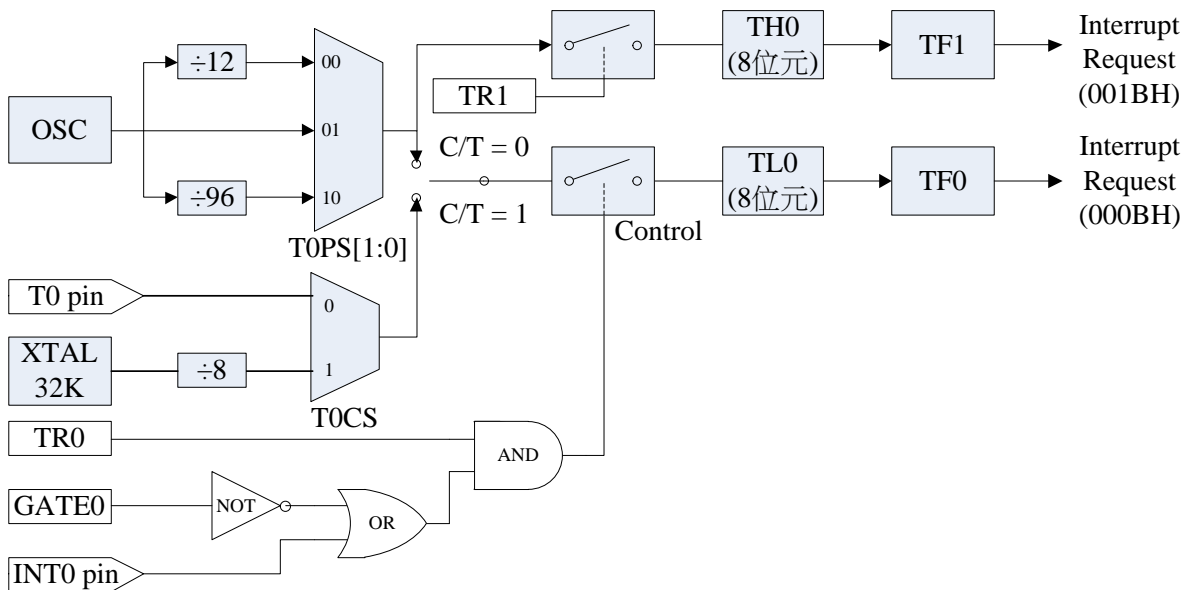 OSC
÷12
÷96
00
01
10
T0PS[1:0]
TR1
TH0
(8位元)
TF1
Interrupt
Request
(001BH)
C/T = 0
C/T = 1
Control
TL0
(8位元)
TF0
Interrupt
Request
(000BH)
T0 pin
XTAL
32K
÷8
0
1
T0CS
TR0
GATE0
NOT
OR
AND
INT0 pin